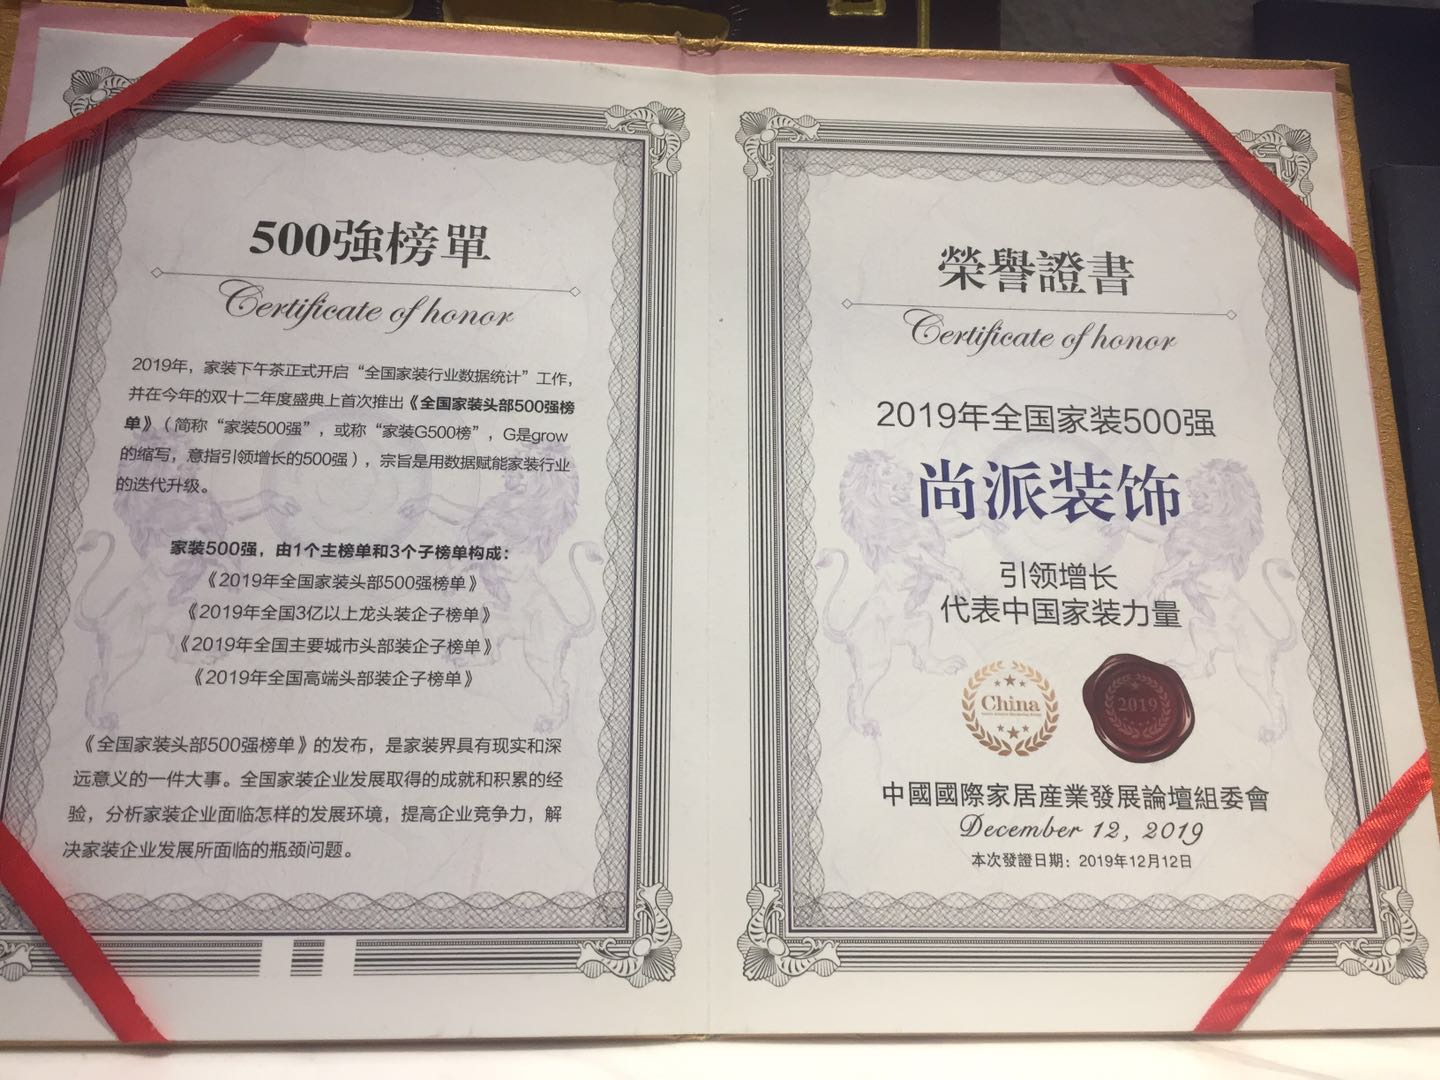 500強榜單
Certificate of honor
2019年，家装下午茶正式开启“全国家装行业数据统计”工作，
并在今年的双十二年度盛典上首次推出《全国家装头部500强榜
单》（简称“家装500强”，或称“家装G500榜”，G是grow
的缩写，意指引领增长的500强），宗旨是用数据赋能家装行业
的迭代升级。
家装500强，由1个主榜单和3个子榜单构成：
《2019年全国家装头部500强榜单》
《2019年全国3亿以上龙头装企子榜单》
《2019年全国主要城市头部装企子榜单》
《2019年全国高端头部装企子榜单》
《全国家装头部500强榜单》的发布，是家装界具有现实和深
远意义的一件大事。全国家装企业发展取得的成就和积累的经
验，分析家装企业面临怎样的发展环境，提高企业竞争力，解
决家装企业发展所面临的瓶颈问题。
榮譽證書
Certificate of honor
2019年全国家装500强
尚派装饰
引领增长
代表中国家装力量
China
2019
中國國際家居産業發展論壇組委會
December 12, 2019
本次發證日期：2019年12月12日